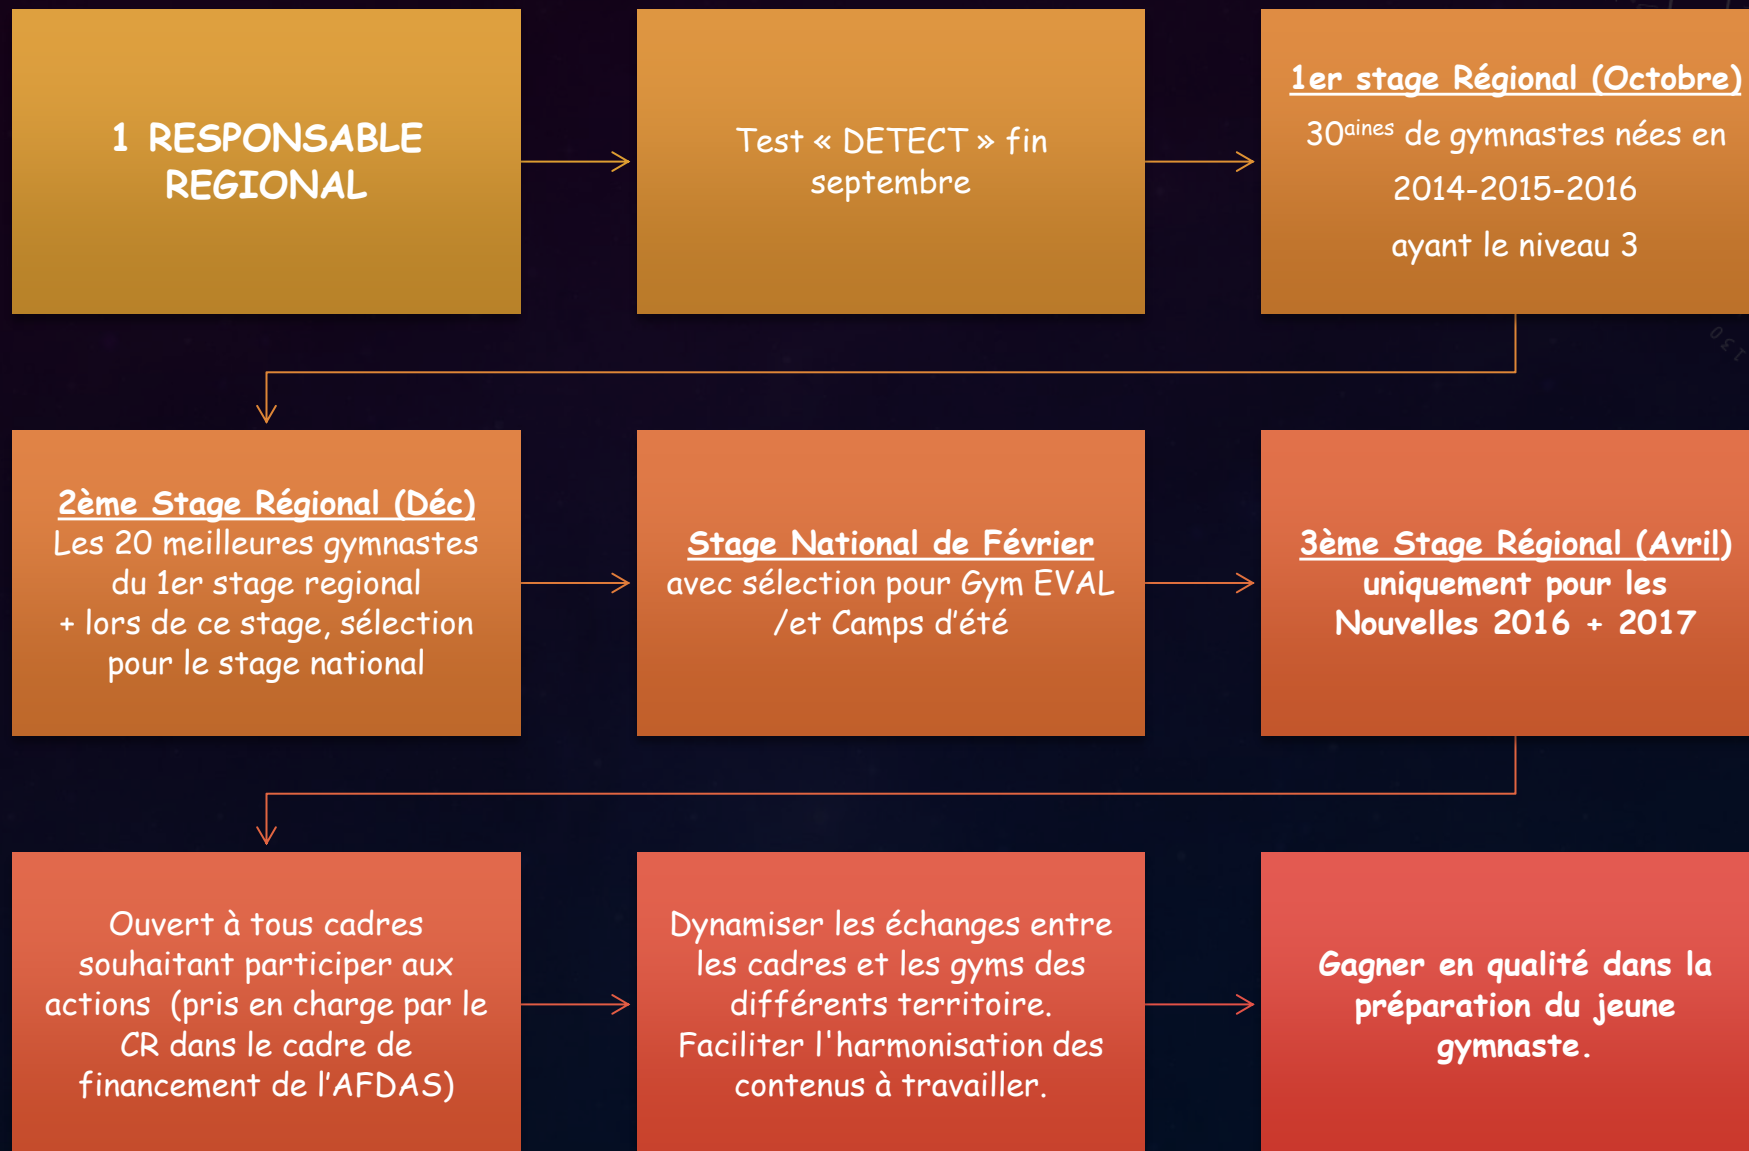 1 RESPONSABLE
REGIONAL
Test « DETECT » fin
septembre
1er stage Régional (Octobre)
30aines de gymnastes nées en
2014-2015-2016
ayant le niveau 3
130
2ème Stage Régional (Déc)
Les 20 meilleures gymnastes
du 1er stage regional
+ lors de ce stage, sélection
pour le stage national
Stage National de Février
avec sélection pour Gym EVAL
/et Camps d'été
3ème Stage Régional (Avril)
uniquement pour les
Nouvelles 2016 + 2017
Ouvert à tous cadres
souhaitant participer aux
actions (pris en charge par le
CR dans le cadre de
financement de l'AFDAS)
Dynamiser les échanges entre
les cadres et les gyms des
différents territoire.
Faciliter l'harmonisation des
contenus à travailler.
Gagner en qualité dans la
préparation du jeune
gymnaste.